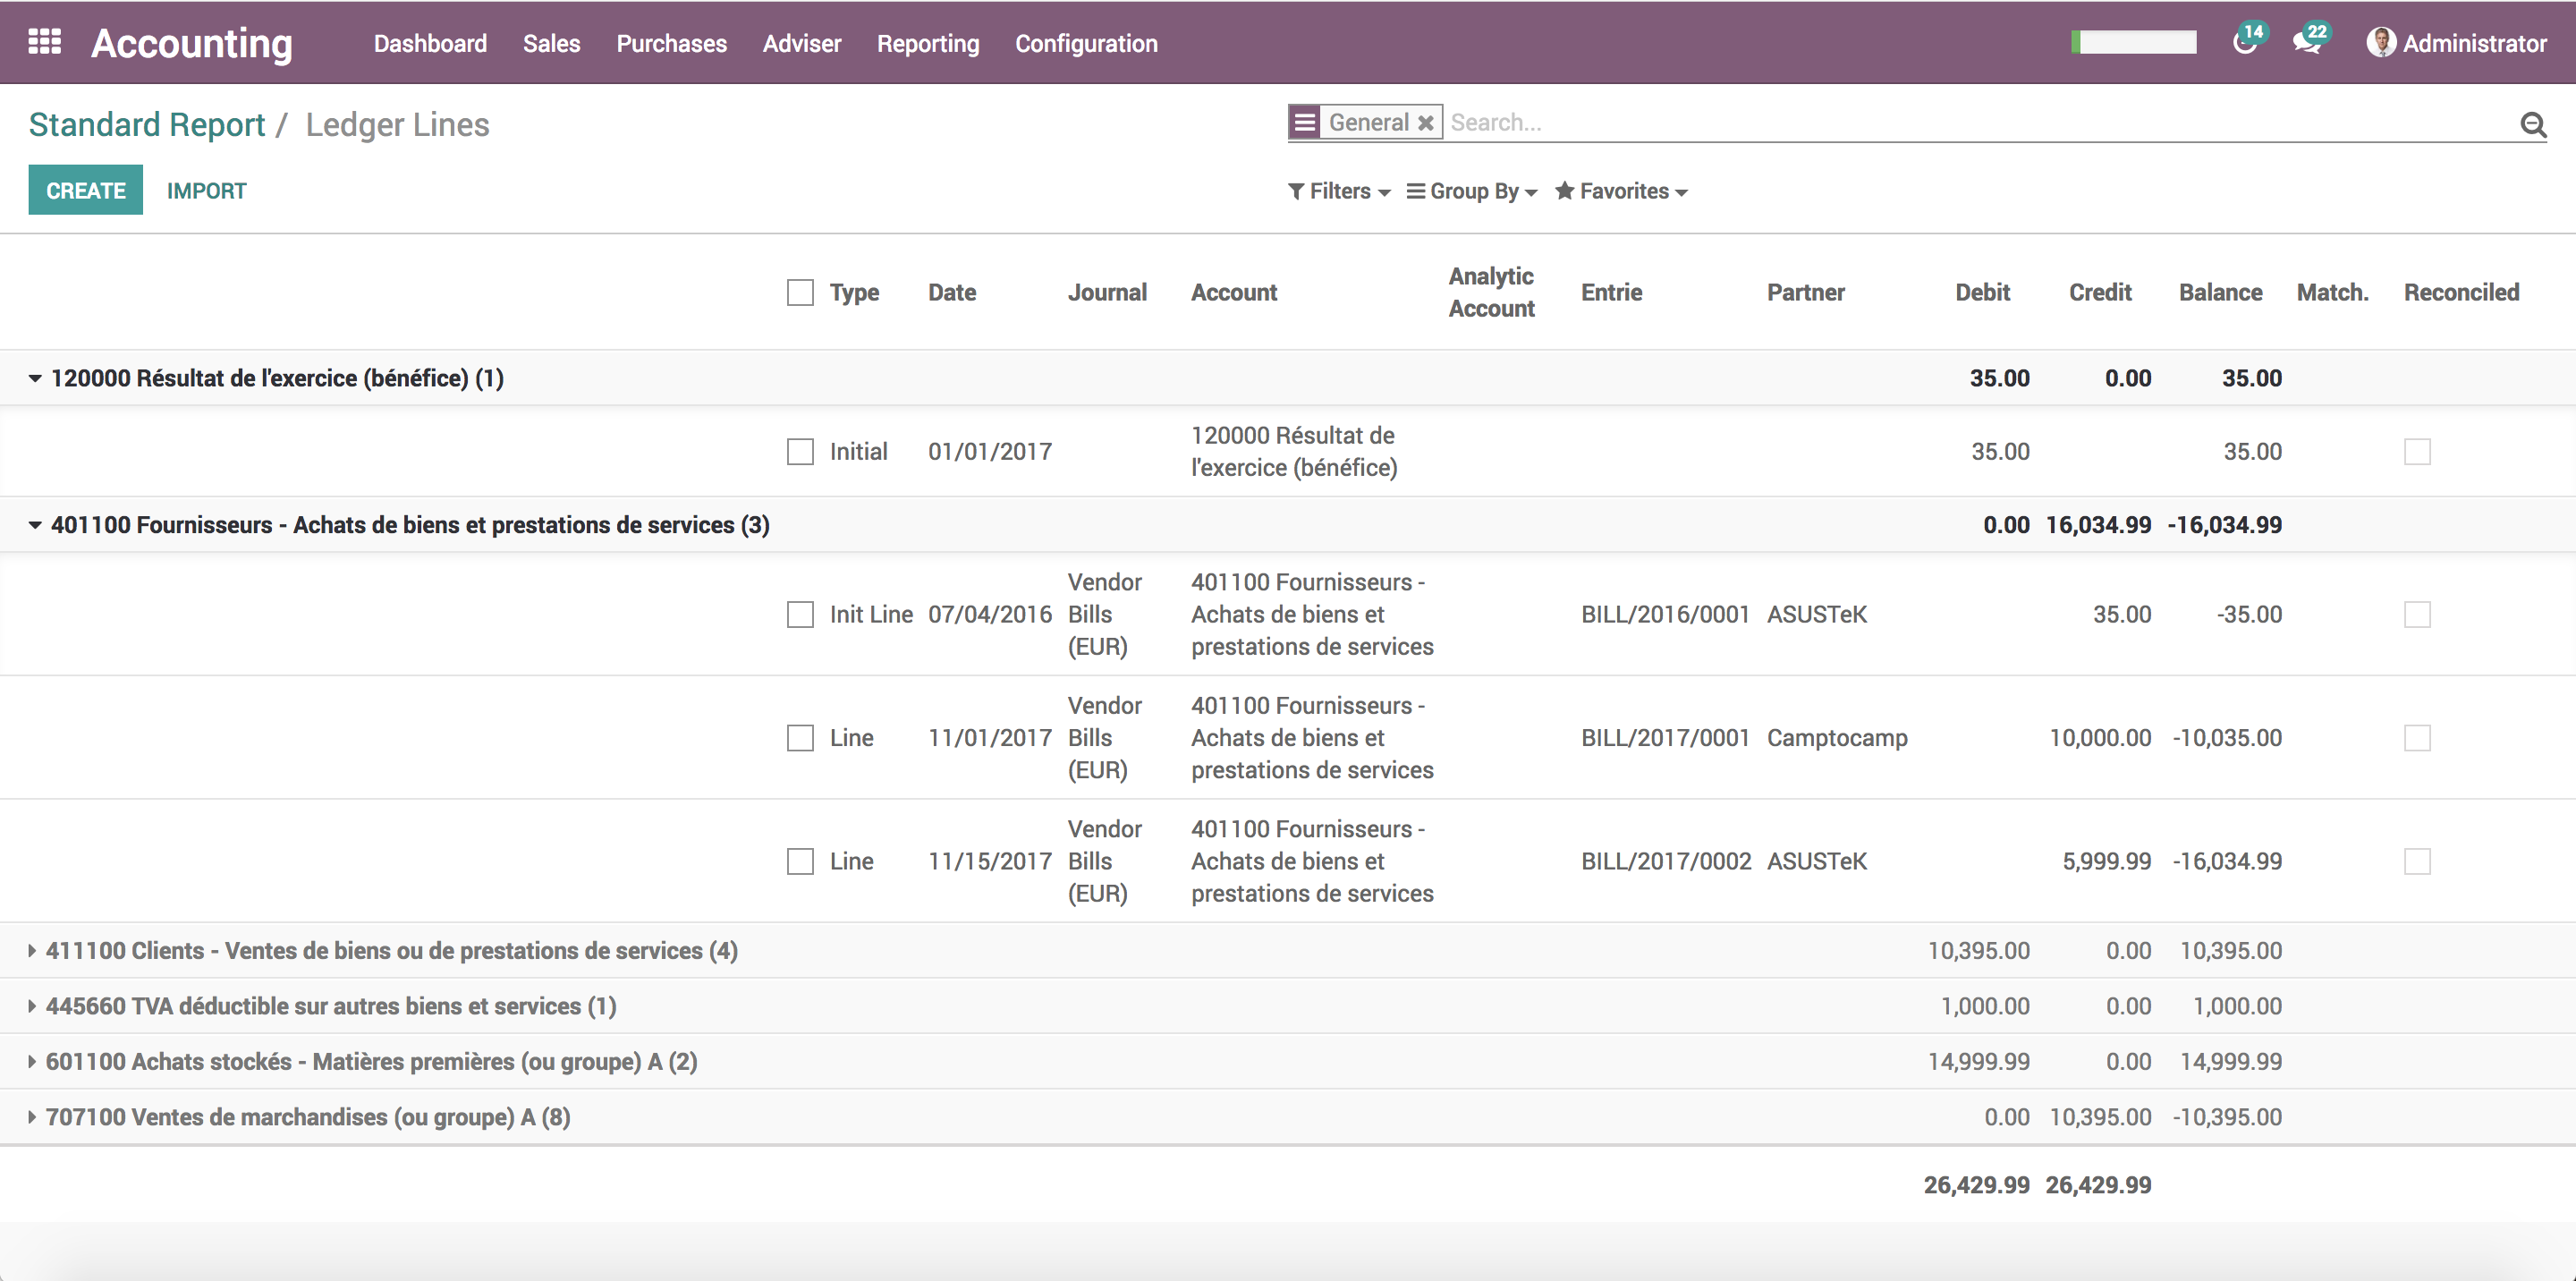 Accounting Dashboard Sales Purchases Adviser Reporting Configuration 14 22 Administrator
Standard Report / Ledger Lines
General Search...
CREATE IMPORT
Filters Group By Favorites
Type Date Journal Account Analytic Account Entrie Partner Debit Credit Balance Match. Reconciled
120000 Résultat de l'exercice (bénéfice) (1) 35.00 0.00 35.00
Initial 01/01/2017 120000 Résultat de l'exercice (bénéfice) 35.00 35.00
401100 Fournisseurs - Achats de biens et prestations de services (3) 0.00 16,034.99 -16,034.99
Init Line 07/04/2016 Vendor Bills (EUR) 401100 Fournisseurs - Achats de biens et prestations de services BILL/2016/0001 ASUSTeK 35.00 -35.00
Line 11/01/2017 Vendor Bills (EUR) 401100 Fournisseurs - Achats de biens et prestations de services BILL/2017/0001 Camptocamp 10,000.00 -10,035.00
Line 11/15/2017 Vendor Bills (EUR) 401100 Fournisseurs - Achats de biens et prestations de services BILL/2017/0002 ASUSTeK 5,999.99 -16,034.99
411100 Clients - Ventes de biens ou de prestations de services (4) 10,395.00 0.00 10,395.00
445660 TVA déductible sur autres biens et services (1) 1,000.00 0.00 1,000.00
601100 Achats stockés - Matières premières (ou groupe) A (2) 14,999.99 0.00 14,999.99
707100 Ventes de marchandises (ou groupe) A (8) 0.00 10,395.00 -10,395.00
26,429.99 26,429.99